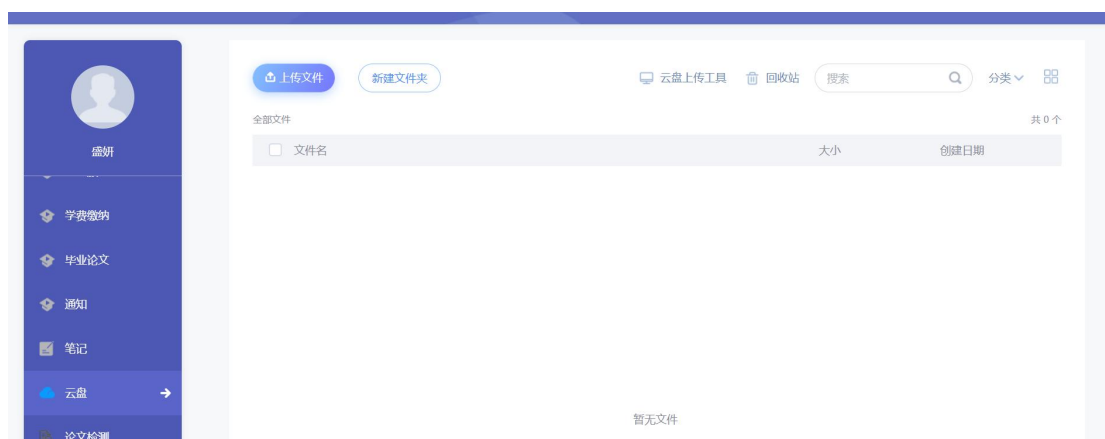 上传文件 新建文件夹 云盘上传工具 回收站 搜索 分类
全部文件 共 0 个
文件名 大小 创建日期
暂无文件
盛妍
学费缴纳
毕业论文
通知
笔记
云盘
论文检测